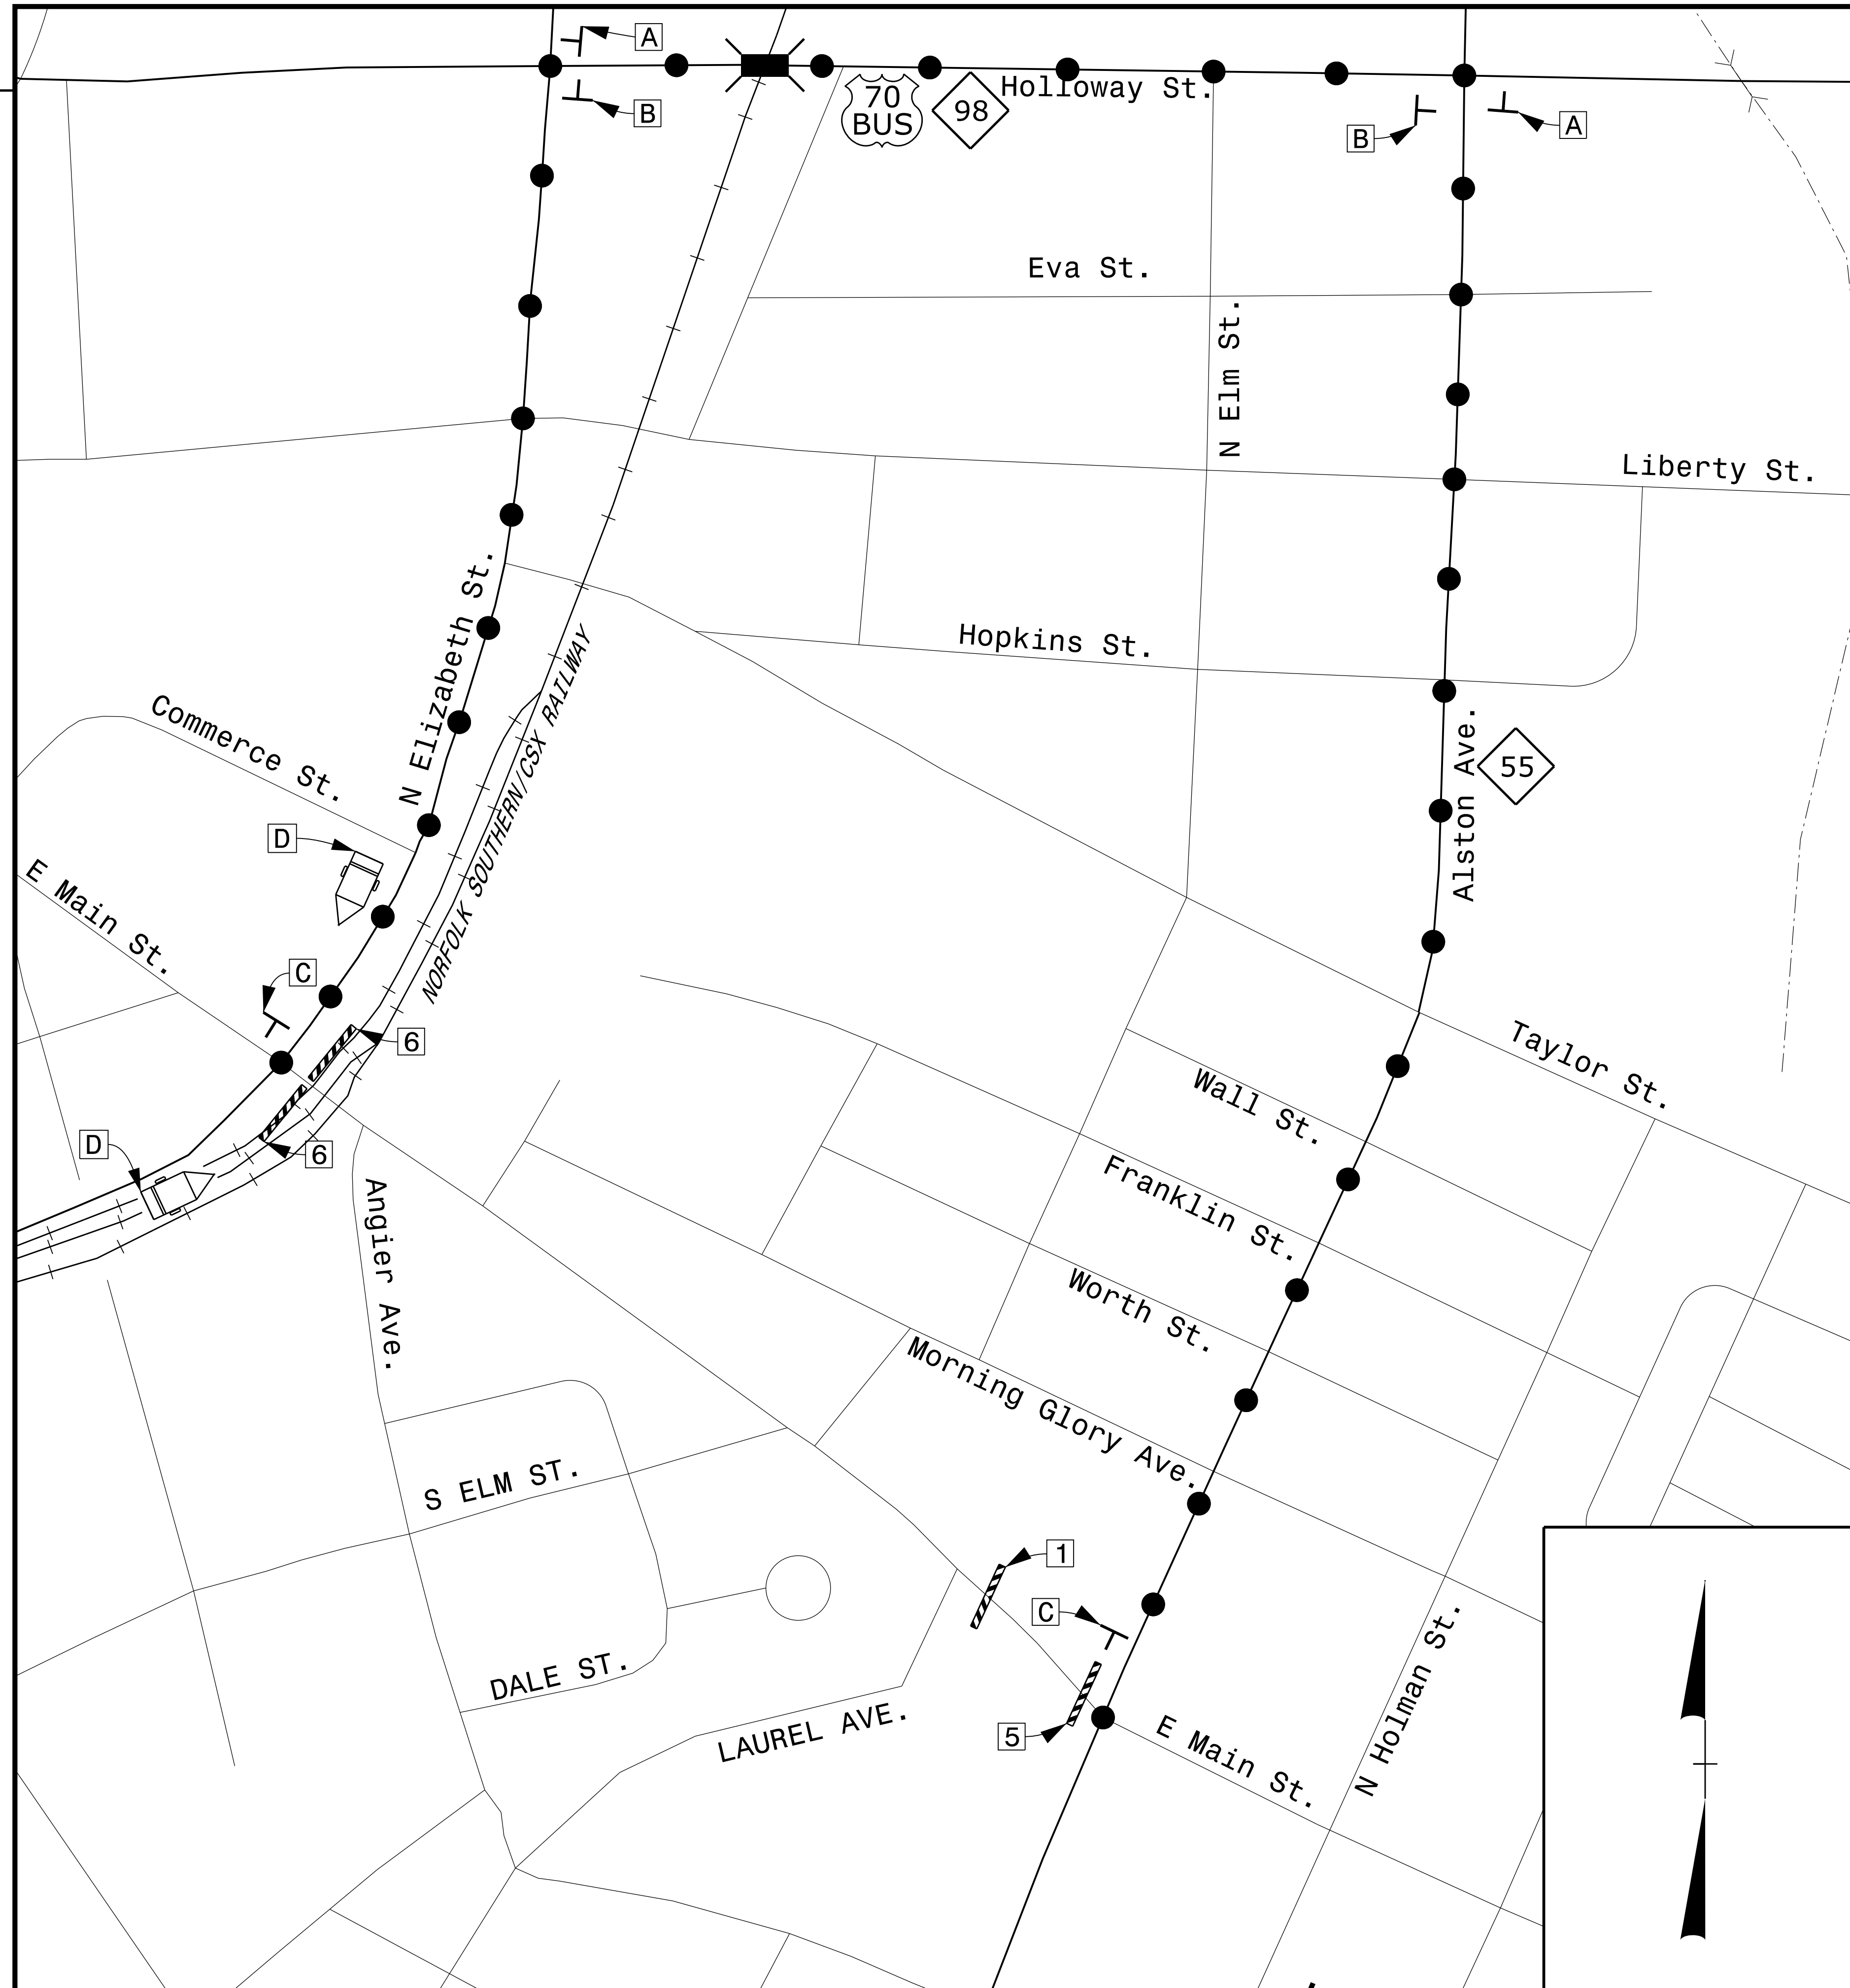 A
B
Holloway St.
70
BUS
98
B
A
Eva St.
N Elm St.
Liberty St.
N Elizabeth St.
Hopkins St.
NORFOLK SOUTHERN/CSX RAILWAY
Commerce St.
Alston Ave.
55
D
E Main St.
C
6
Taylor St.
Wall St.
D
6
Franklin St.
Angier Ave.
Worth St.
Morning Glory Ave.
S ELM ST.
1
C
N Holman St.
DALE ST.
LAUREL AVE.
5
E Main St.